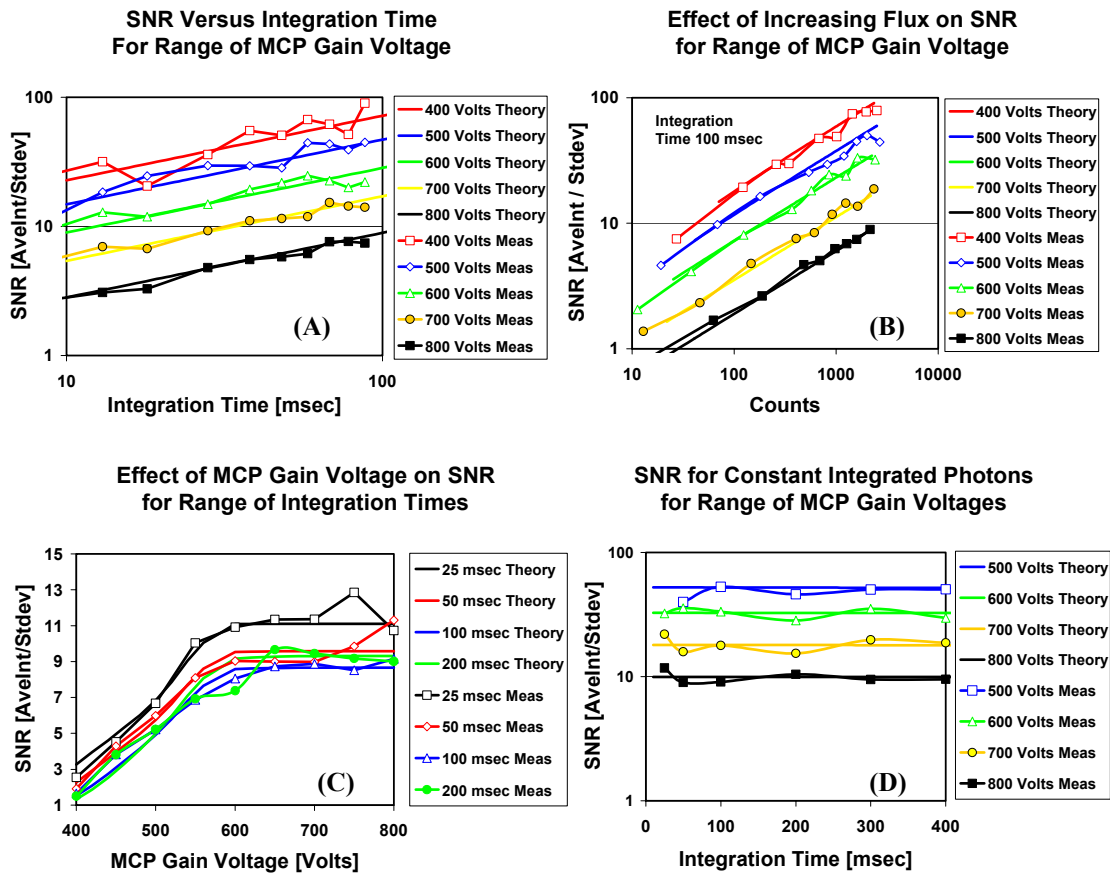 SNR Versus Integration Time
For Range of MCP Gain Voltage
SNR [AveInt/Stdev]
100
10
1
10
100
Integration Time [msec]
(A)
400 Volts Theory
500 Volts Theory
600 Volts Theory
700 Volts Theory
800 Volts Theory
400 Volts Meas
500 Volts Meas
600 Volts Meas
700 Volts Meas
800 Volts Meas
Effect of Increasing Flux on SNR
for Range of MCP Gain Voltage
SNR [AveInt / Stdev]
100
10
1
Integration
Time 100 msec
(B)
10
100
1000
10000
Counts
400 Volts Theory
500 Volts Theory
600 Volts Theory
700 Volts Theory
800 Volts Theory
400 Volts Meas
500 Volts Meas
600 Volts Meas
700 Volts Meas
800 Volts Meas
Effect of MCP Gain Voltage on SNR
for Range of Integration Times
SNR [AveInt/Stdev]
15
13
11
9
7
5
3
1
(C)
400
500
600
700
800
MCP Gain Voltage [Volts]
25 msec Theory
50 msec Theory
100 msec Theory
200 msec Theory
25 msec Meas
50 msec Meas
100 msec Meas
200 msec Meas
SNR for Constant Integrated Photons
for Range of MCP Gain Voltages
SNR [AveInt/Stdev]
100
10
1
(D)
0
100
200
300
400
Integration Time [msec]
500 Volts Theory
600 Volts Theory
700 Volts Theory
800 Volts Theory
500 Volts Meas
600 Volts Meas
700 Volts Meas
800 Volts Meas